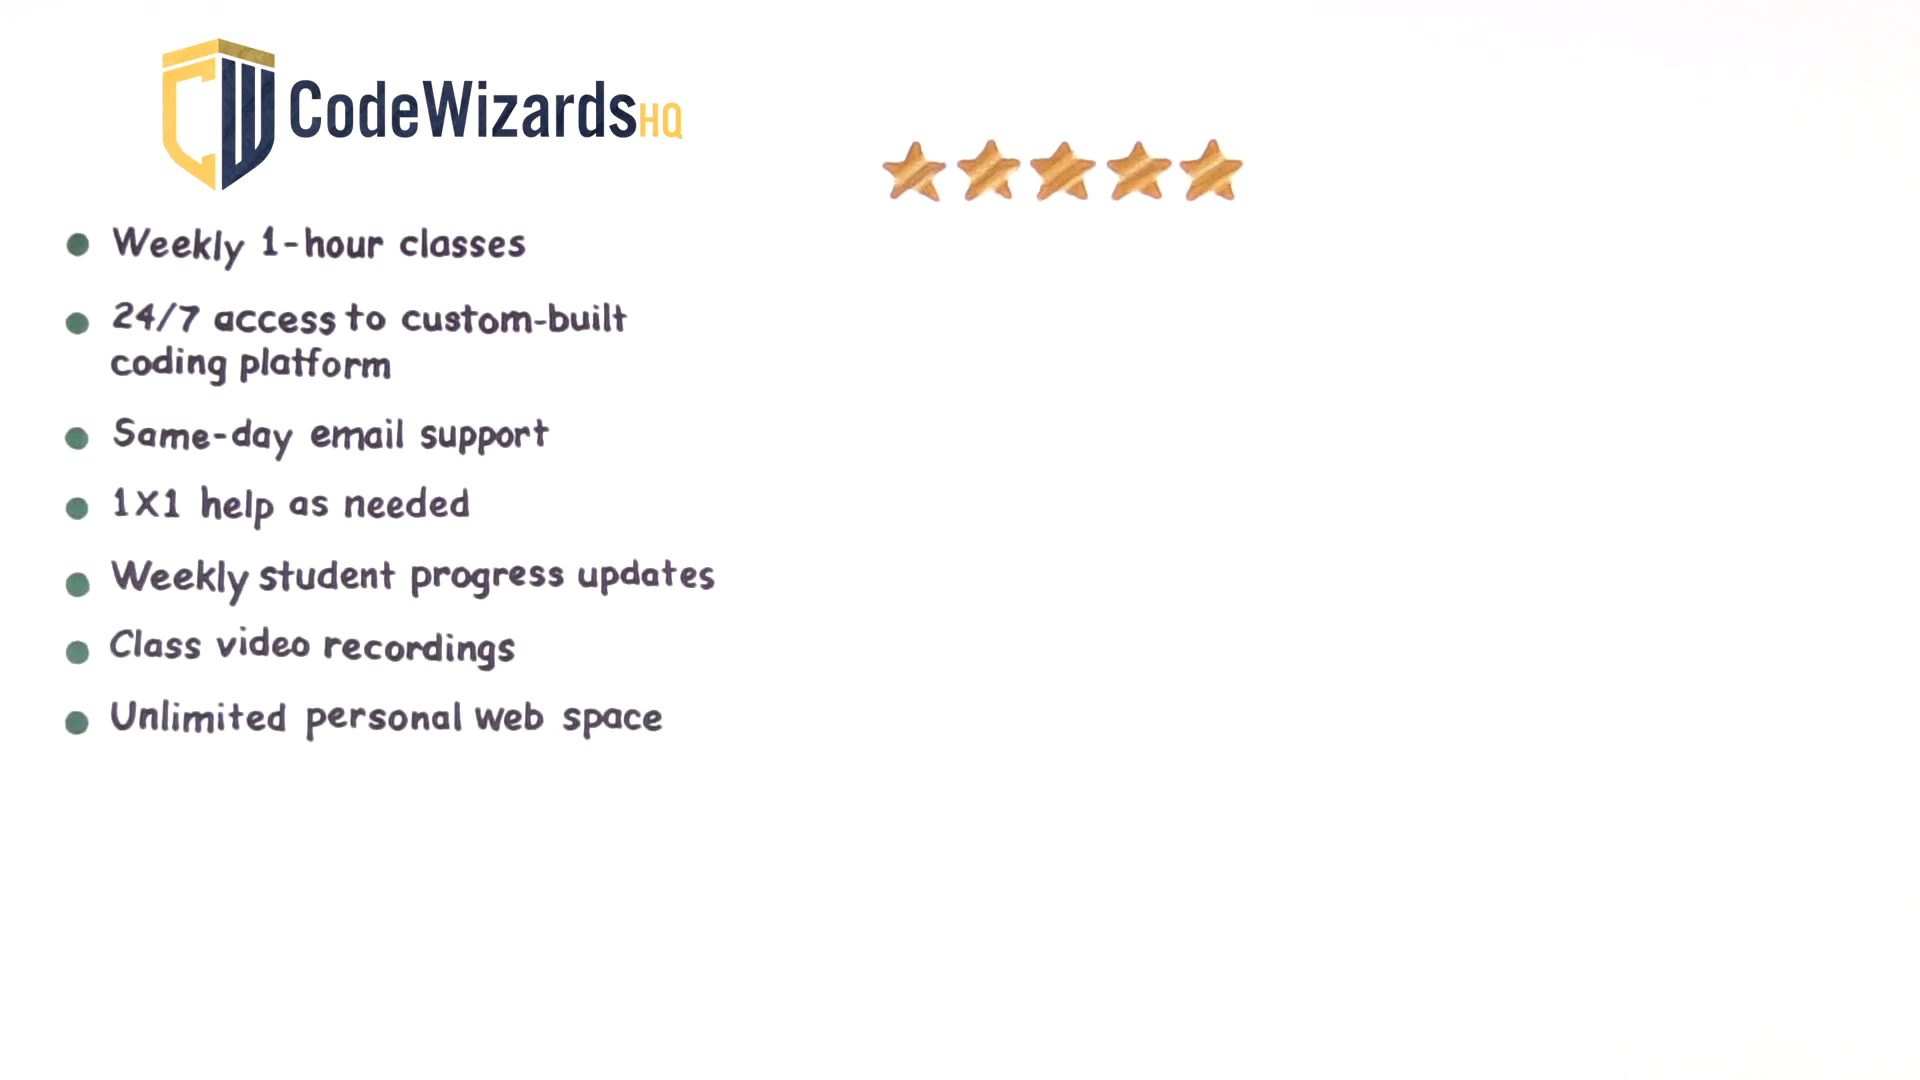 CW CodeWizardsHQ
Weekly 1-hour classes
24/7 access to custom-built
coding platform
Same-day email support
1X1 help as needed
Weekly student progress updates
Class video recordings
Unlimited personal web space